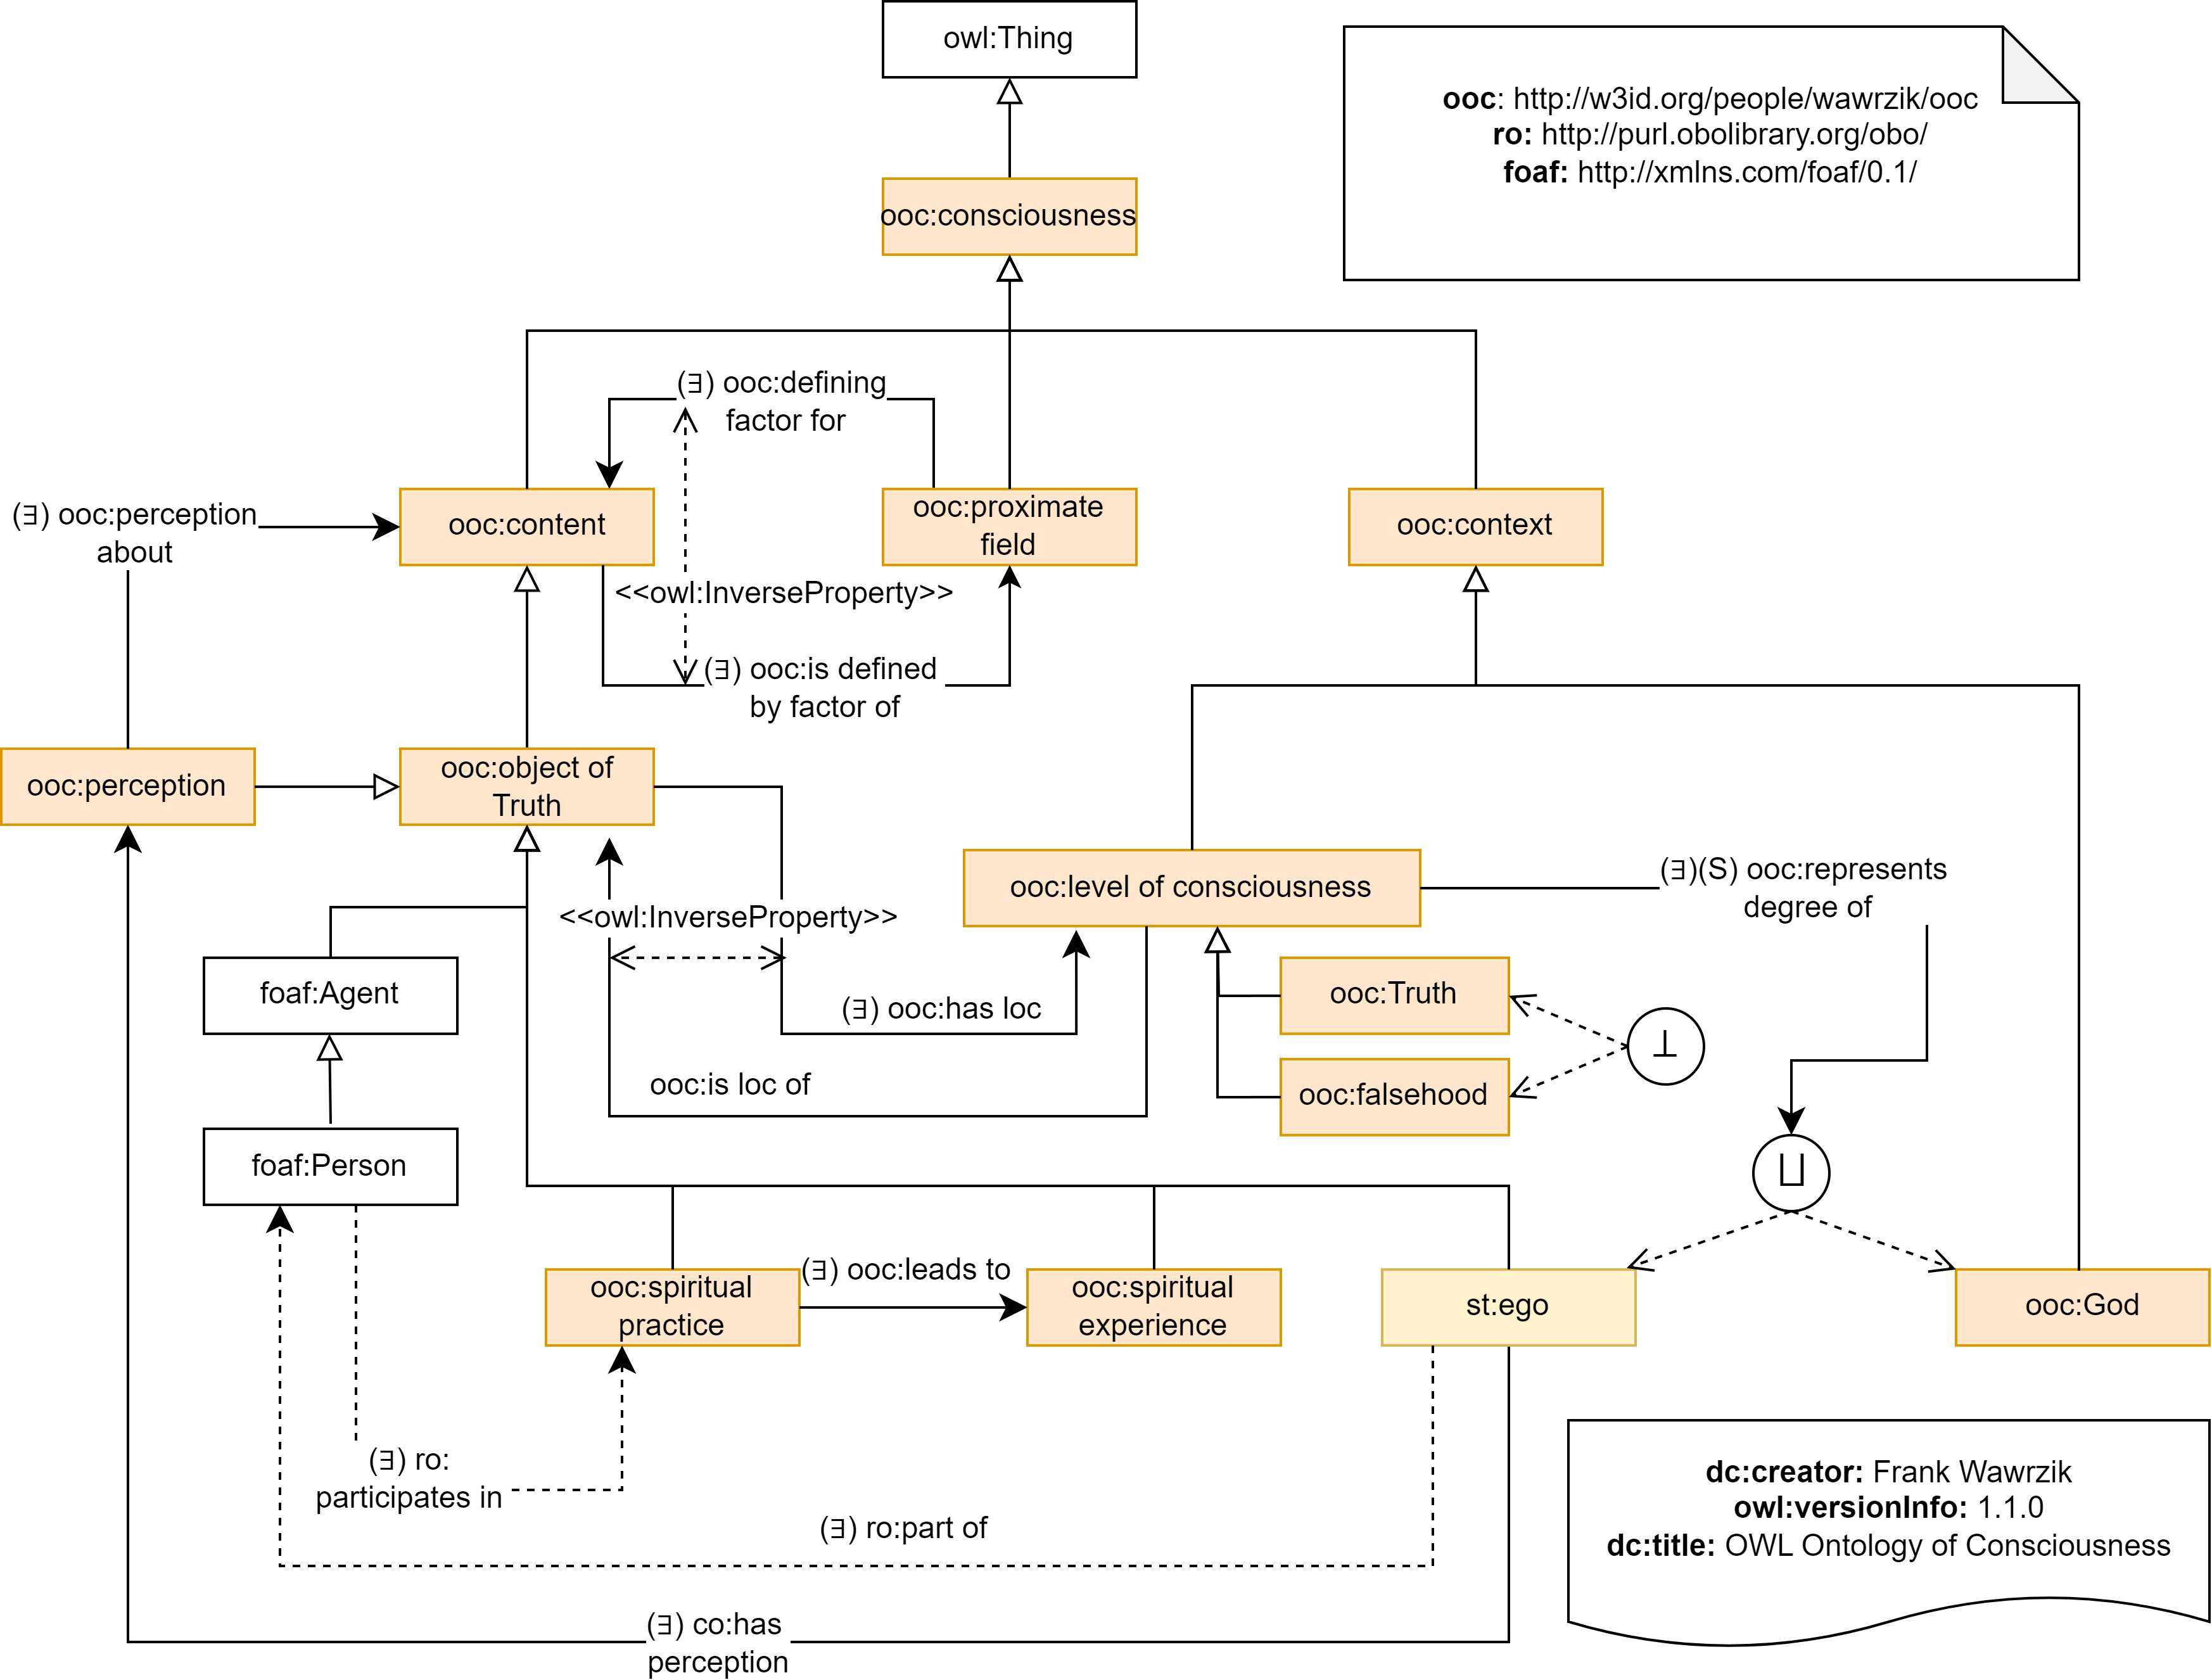 owl:Thing
ooc: http://w3id.org/people/wawrzik/ooc
ro: http://purl.obolibrary.org/obo/
foaf: http://xmlns.com/foaf/0.1/
ooc:consciousness
(∃) ooc:defining
factor for
(∃) ooc:perception
about
ooc:content
ooc:proximate
field
ooc:context
<<owl:InverseProperty>>
(∃) ooc:is defined
by factor of
ooc:perception
ooc:object of
Truth
ooc:level of consciousness
(∃)(S) ooc:represents
degree of
<<owl:InverseProperty>>
foaf:Agent
(∃) ooc:has loc
ooc:Truth
⊥
ooc:is loc of
ooc:falsehood
foaf:Person
⊔
(∃) ooc:leads to
ooc:spiritual
practice
ooc:spiritual
experience
st:ego
ooc:God
(∃) ro:
participates in
(∃) ro:part of
dc:creator: Frank Wawrzik
owl:versionInfo: 1.1.0
dc:title: OWL Ontology of Consciousness
(∃) co:has
perception